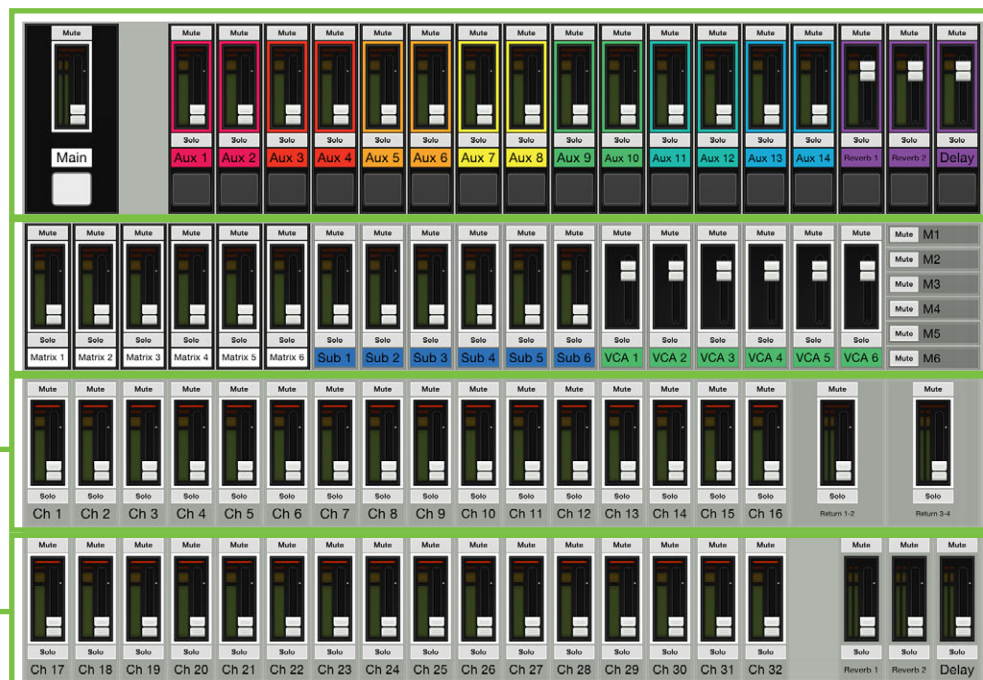 Mute Mute Mute Mute Mute Mute Mute Mute Mute Mute Mute Mute Mute Mute Mute Mute Mute Mute
Solo Solo Solo Solo Solo Solo Solo Solo Solo Solo Solo Solo Solo Solo Solo Solo Solo
Main Aux 1 Aux 2 Aux 3 Aux 4 Aux 5 Aux 6 Aux 7 Aux 8 Aux 9 Aux 10 Aux 11 Aux 12 Aux 13 Aux 14 Reverb 1 Reverb 2 Delay
Mute Mute Mute Mute Mute Mute Mute Mute Mute Mute Mute Mute Mute Mute Mute Mute Mute Mute
Solo Solo Solo Solo Solo Solo Solo Solo Solo Solo Solo Solo Solo Solo Solo Solo Solo Solo
Matrix 1 Matrix 2 Matrix 3 Matrix 4 Matrix 5 Matrix 6 Sub 1 Sub 2 Sub 3 Sub 4 Sub 5 Sub 6 VCA 1 VCA 2 VCA 3 VCA 4 VCA 5 VCA 6
Mute M1
Mute M2
Mute M3
Mute M4
Mute M5
Mute M6
Mute Mute Mute Mute Mute Mute Mute Mute Mute Mute Mute Mute Mute Mute Mute Mute Mute Mute
Solo Solo Solo Solo Solo Solo Solo Solo Solo Solo Solo Solo Solo Solo Solo Solo Solo Solo
Ch 1 Ch 2 Ch 3 Ch 4 Ch 5 Ch 6 Ch 7 Ch 8 Ch 9 Ch 10 Ch 11 Ch 12 Ch 13 Ch 14 Ch 15 Ch 16 Return 1-2 Return 3-4
Mute Mute Mute Mute Mute Mute Mute Mute Mute Mute Mute Mute Mute Mute Mute Mute Mute Mute Mute
Solo Solo Solo Solo Solo Solo Solo Solo Solo Solo Solo Solo Solo Solo Solo Solo Solo Solo Solo
Ch 17 Ch 18 Ch 19 Ch 20 Ch 21 Ch 22 Ch 23 Ch 24 Ch 25 Ch 26 Ch 27 Ch 28 Ch 29 Ch 30 Ch 31 Ch 32 Reverb 1 Reverb 2 Delay